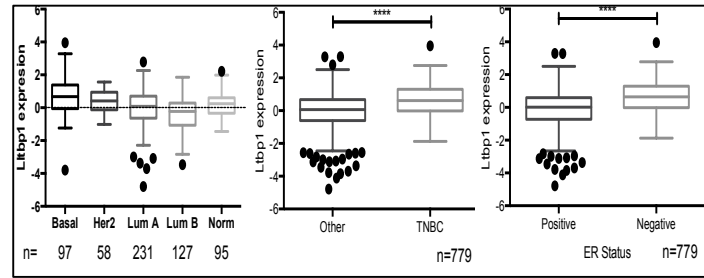 Lltbp1 expresion
6
4
2
0
-2
-4
-6
Basal Her2 Lum A Lum B Norm
n= 97 58 231 127 95
****
Ltbp1 expression
6
4
2
0
-2
-4
-6
Other TNBC
n=779
****
Ltbp1 expression
6
4
2
0
-2
-4
-6
Positive Negative
ER Status n=779